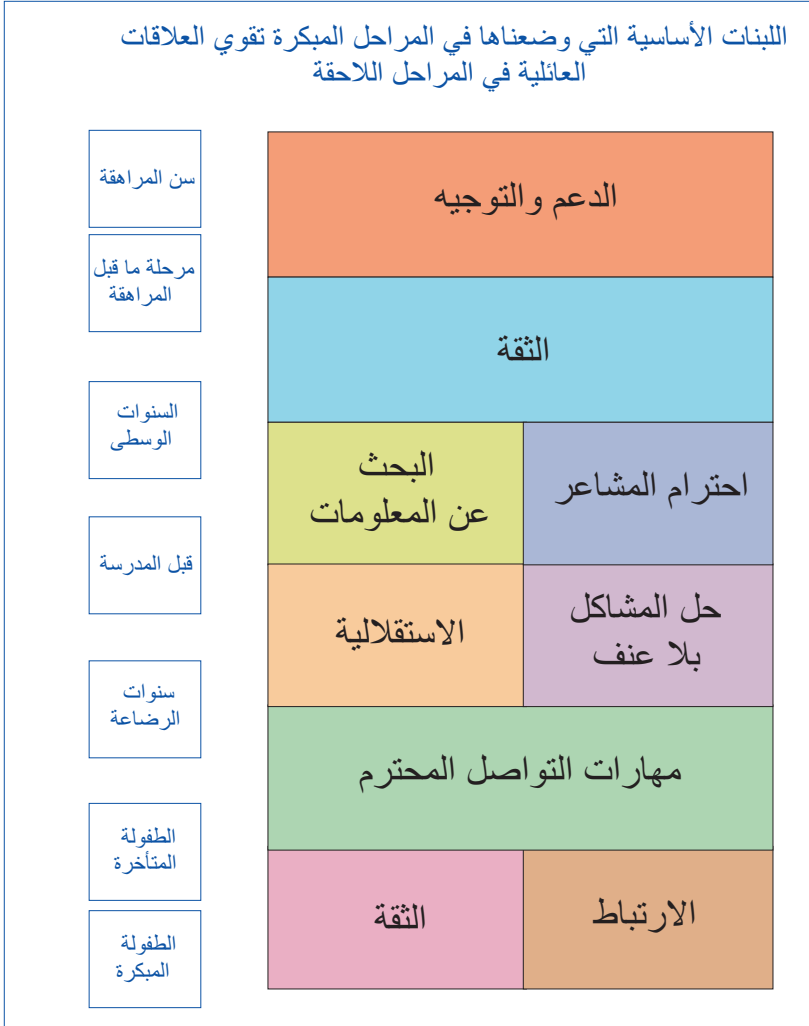 اللبنات الأساسية التي وضعناها في المراحل المبكرة تقوي العلاقات
العائلية في المراحل اللاحقة
سن المراهقة
الدعم والتوجيه
مرحلة ما قبل
المراهقة
الثقة
السنوات
الوسطى
احترام المشاعر
البحث
عن المعلومات
قبل المدرسة
حل المشاكل
بلا عنف
الاستقلالية
سنوات
الرضاعة
مهارات التواصل المحترم
الطفولة
المتأخرة
الارتباط
الثقة
الطفولة
المبكرة